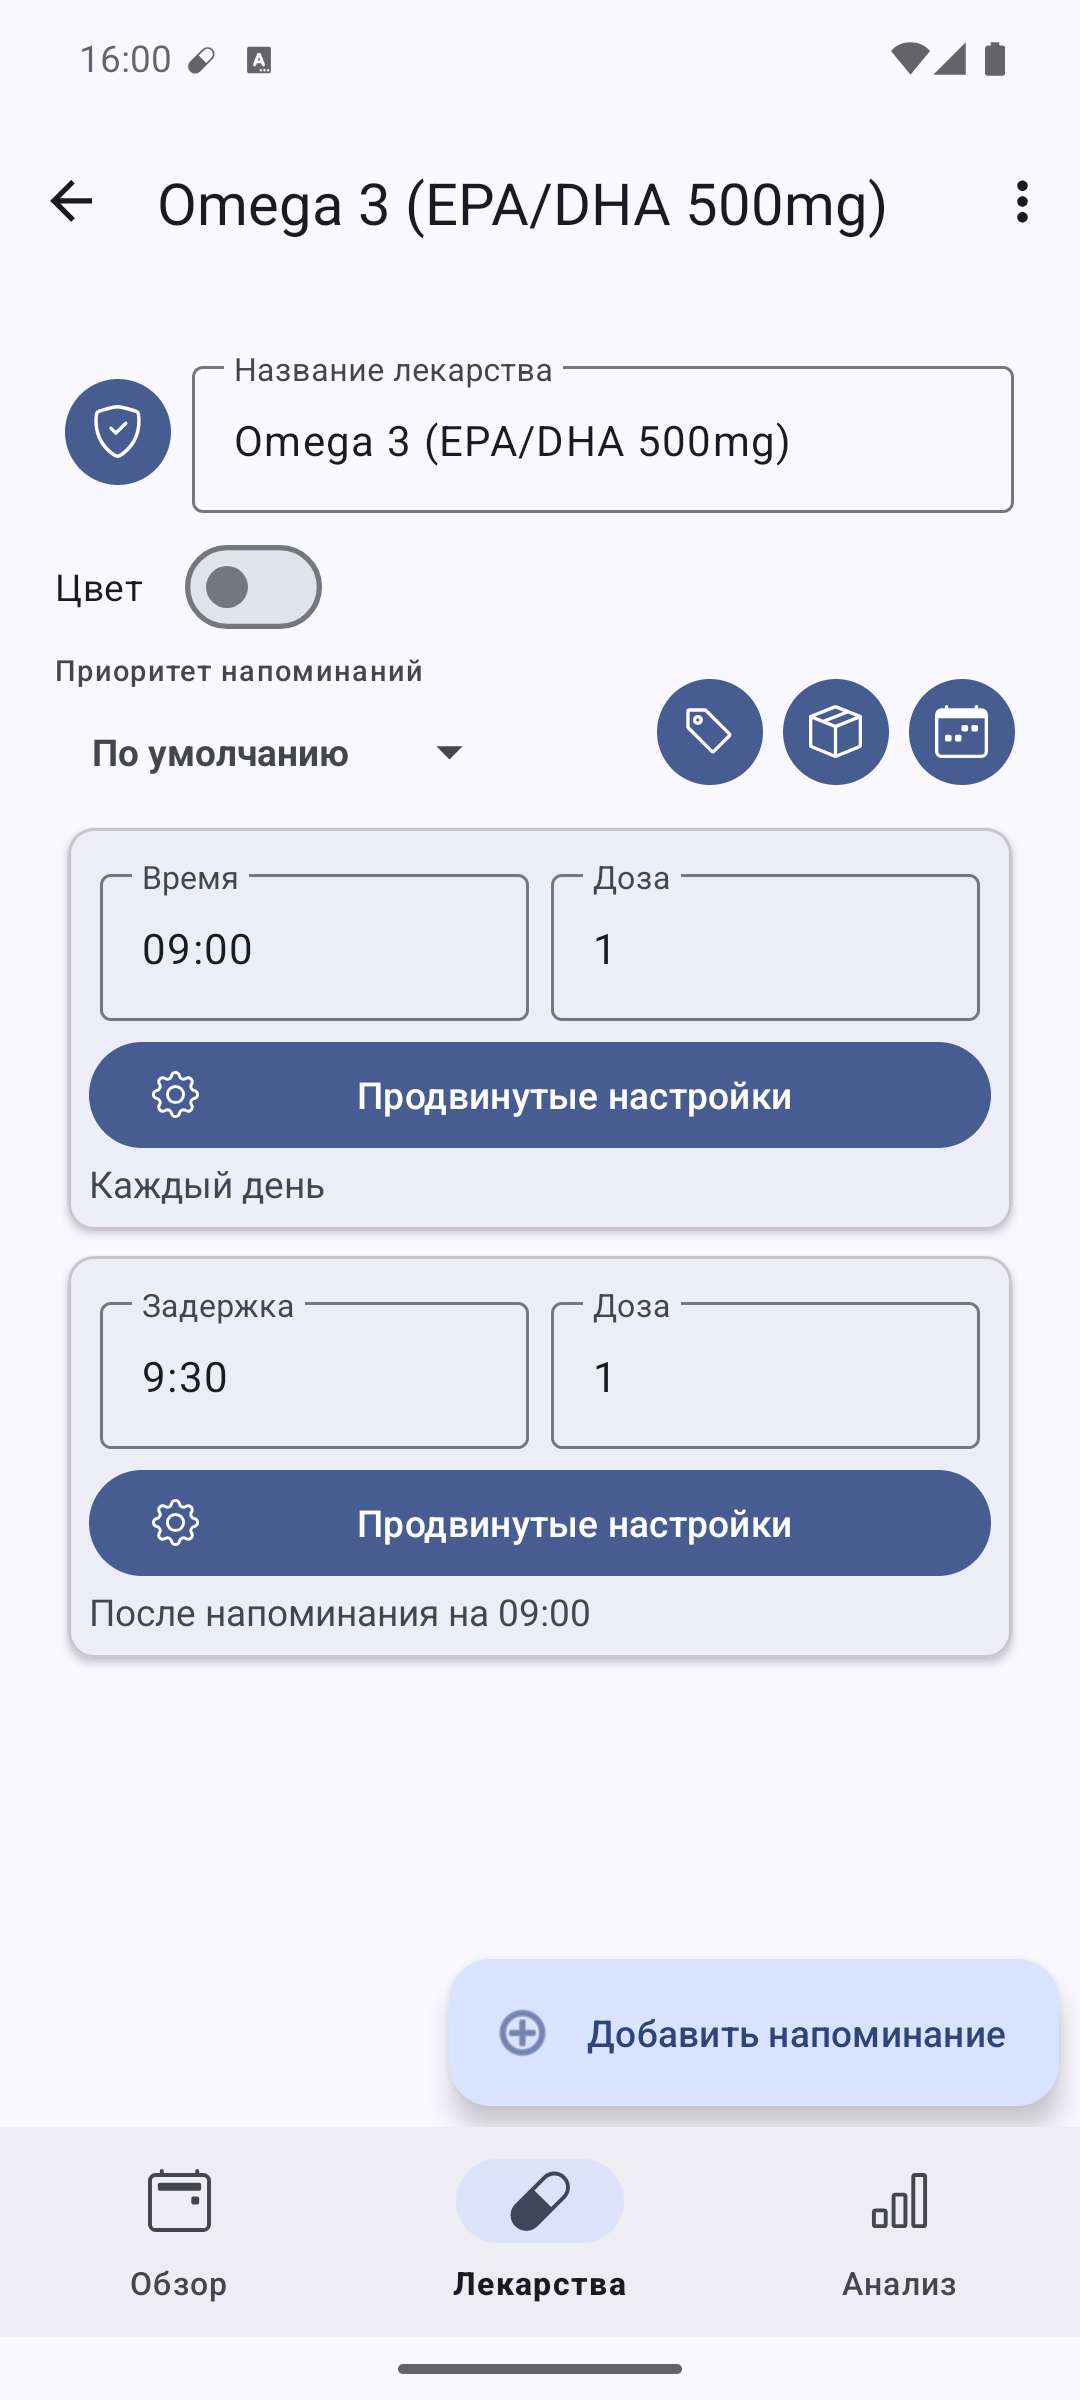 16:00
Omega 3 (EPA/DHA 500mg)
Название лекарства
Omega 3 (EPA/DHA 500mg)
Цвет
Приоритет напоминаний
По умолчанию
Время
Доза
09:00
1
Продвинутые настройки
Каждый день
Задержка
Доза
9:30
1
Продвинутые настройки
После напоминания на 09:00
Добавить напоминание
Обзор
Лекарства
Анализ